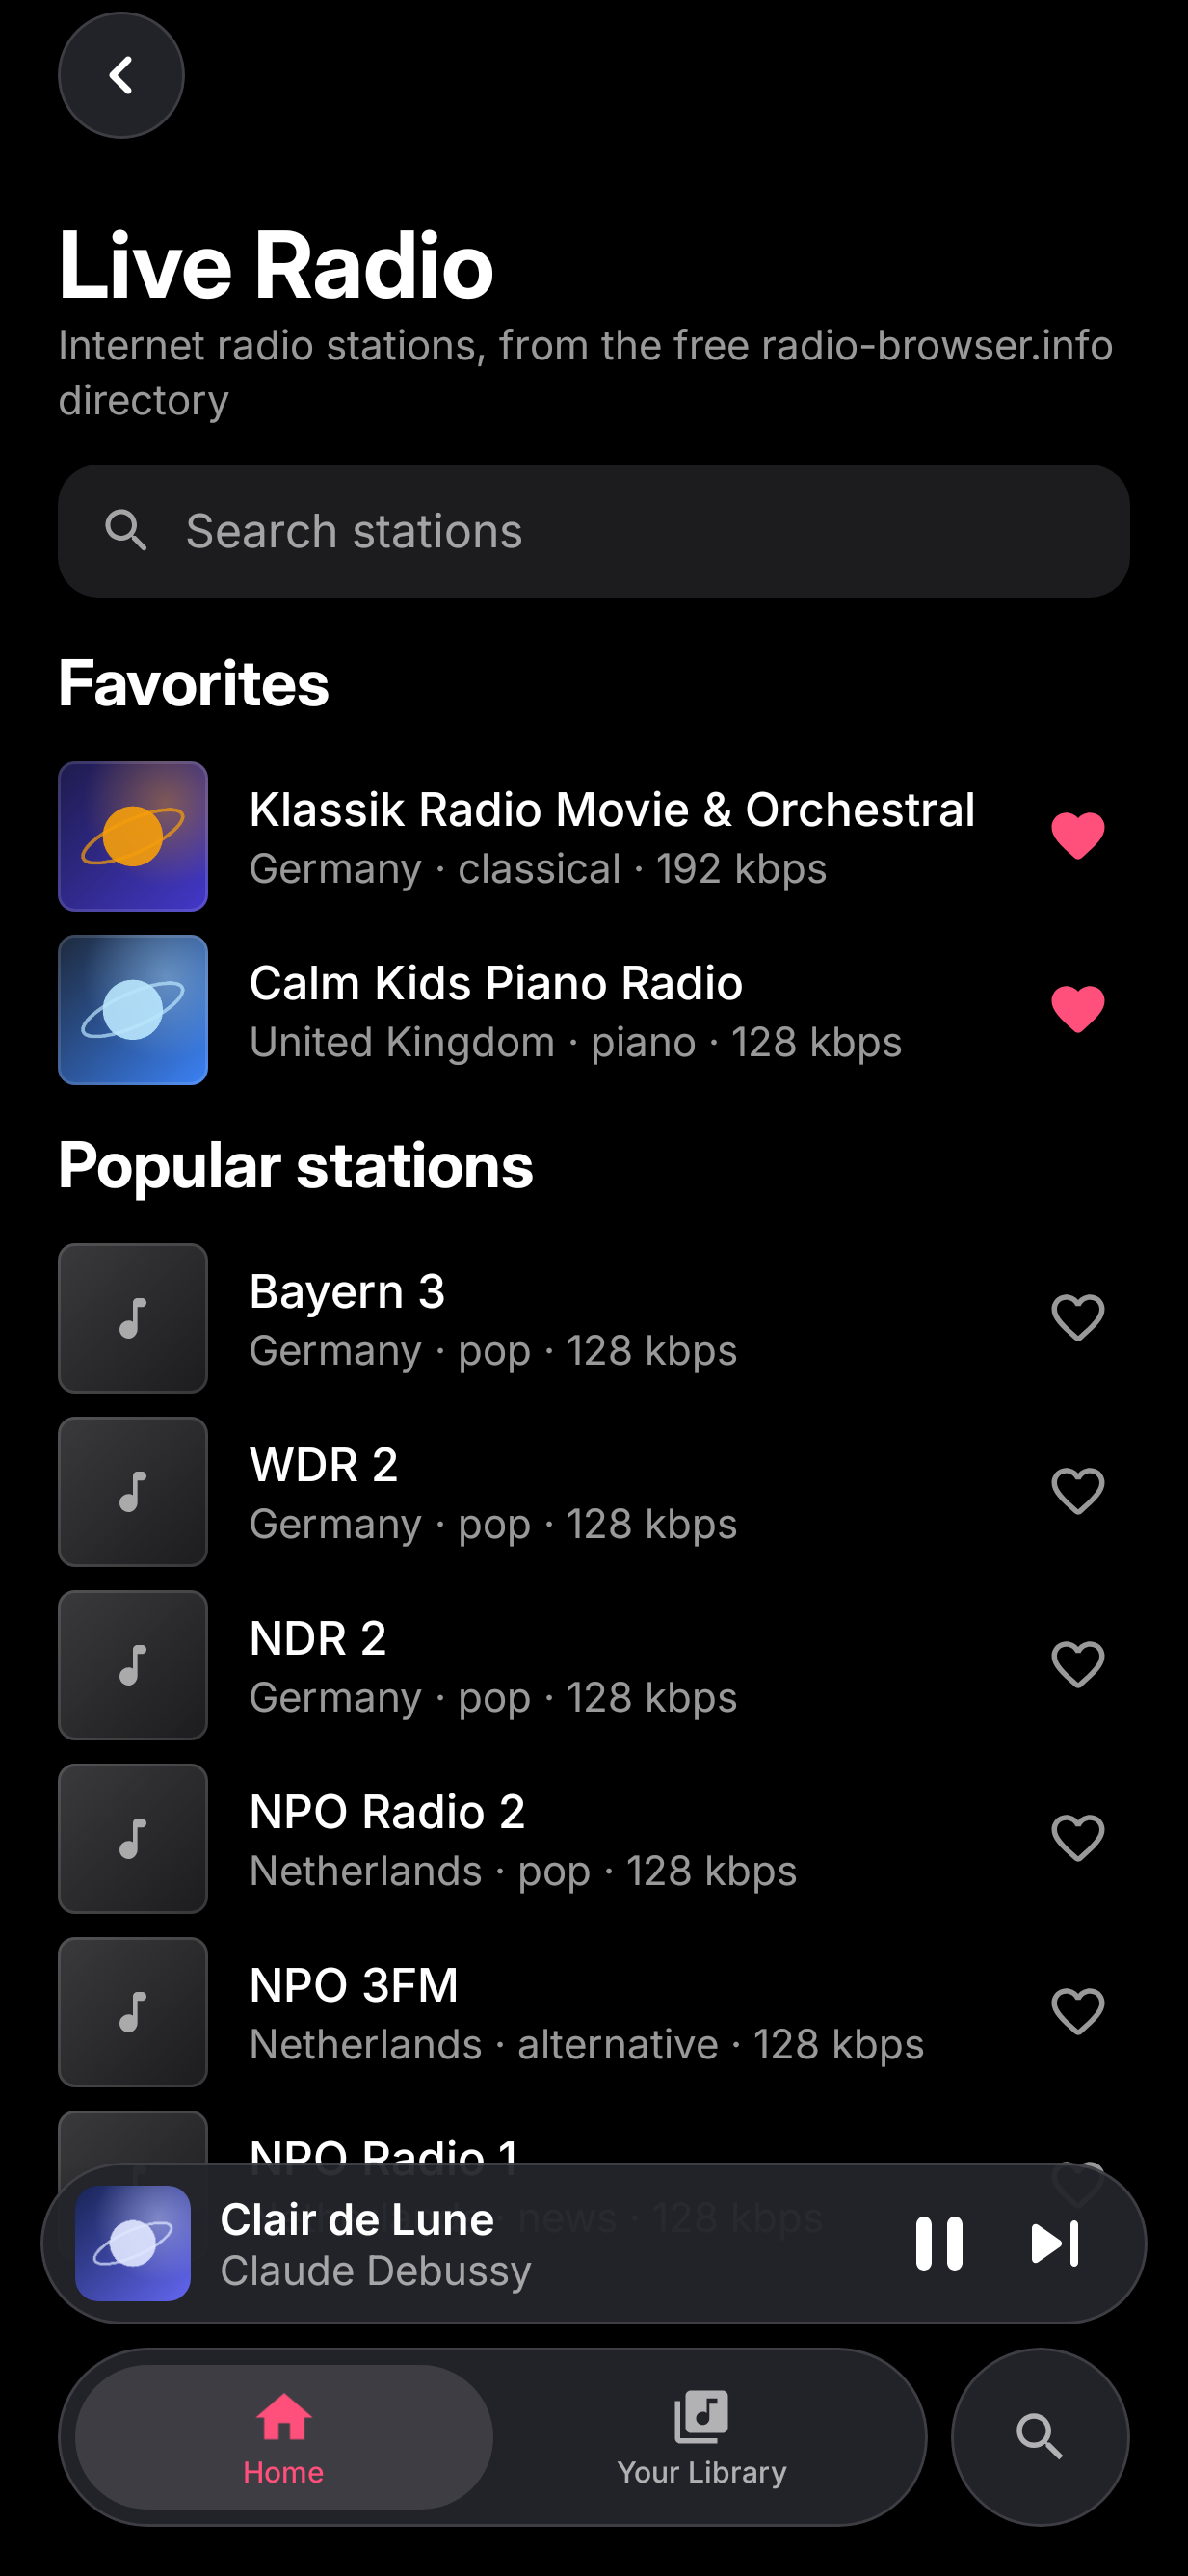 Live Radio
Internet radio stations, from the free radio-browser.info
directory
Search stations
Favorites
Klassik Radio Movie & Orchestral
Germany · classical · 192 kbps
Calm Kids Piano Radio
United Kingdom · piano · 128 kbps
Popular stations
Bayern 3
Germany · pop · 128 kbps
WDR 2
Germany · pop · 128 kbps
NDR 2
Germany · pop · 128 kbps
NPO Radio 2
Netherlands · pop · 128 kbps
NPO 3FM
Netherlands · alternative · 128 kbps
NPO Radio 1
news · 128 kbps
Clair de Lune
Claude Debussy
Home
Your Library